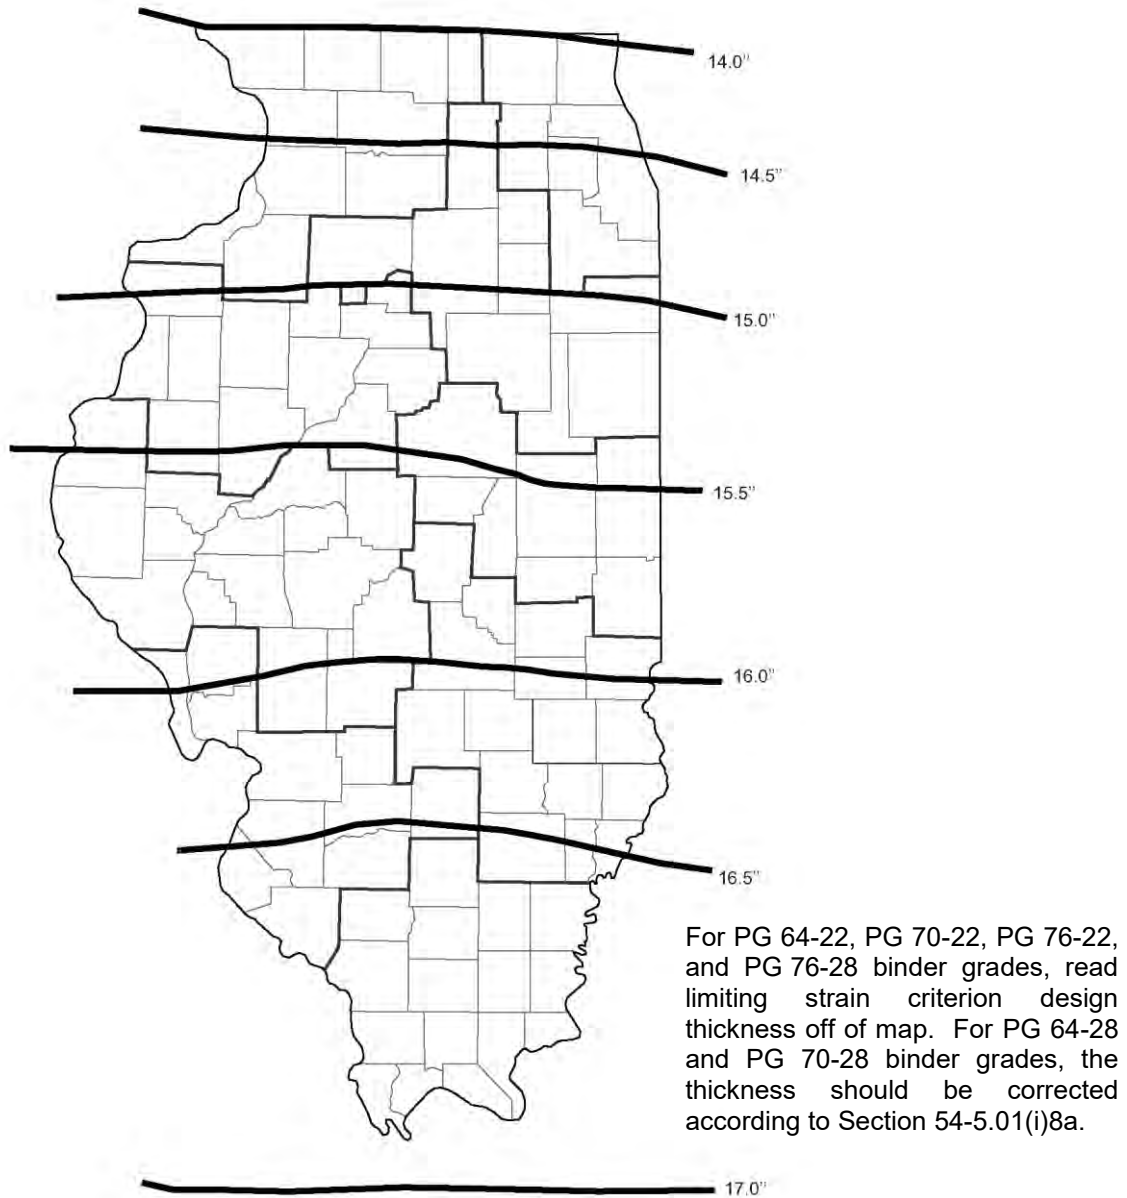 14.0"
14.5"
15.0"
15.5"
16.0"
16.5"
For PG 64-22, PG 70-22, PG 76-22,
and PG 76-28 binder grades, read
limiting strain criterion design
thickness off of map. For PG 64-28
and PG 70-28 binder grades, the
thickness should be corrected
according to Section 54-5.01(i)8a.
17.0"